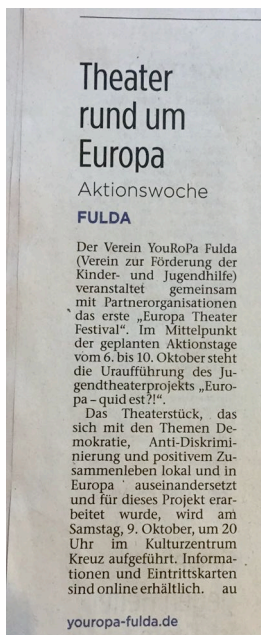 Theater
rund um
Europa
Aktionswoche
FULDA
Der Verein YouRoPa Fulda
(Verein zur Förderung der
Kinder- und Jugendhilfe)
veranstaltet gemeinsam
mit Partnerorganisationen
das erste „Europa Theater
Festival“. Im Mittelpunkt
der geplanten Aktionstage
vom 6. bis 10. Oktober steht
die Uraufführung des Ju-
gendtheaterprojekts „Euro-
pa – quid est?!“.
Das Theaterstück, das
sich mit den Themen De-
mokratie, Anti-Diskrimi-
nierung und positivem Zu-
sammenleben lokal und in
Europa auseinandersetzt
und für dieses Projekt erar-
beitet wurde, wird am
Samstag, 9. Oktober, um 20
Uhr im Kulturzentrum
Kreuz aufgeführt. Informa-
tionen und Eintrittskarten
sind online erhältlich. au
youropa-fulda.de